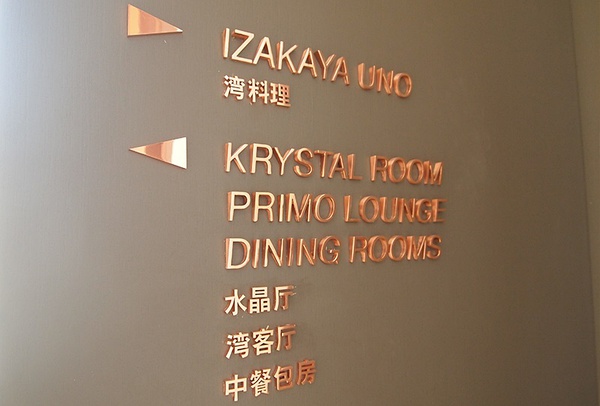 IZAKAYA UNO
湾料理
KRYSTAL ROOM
PRIMO LOUNGE
DINING ROOMS
水晶厅
湾客厅
中餐包房